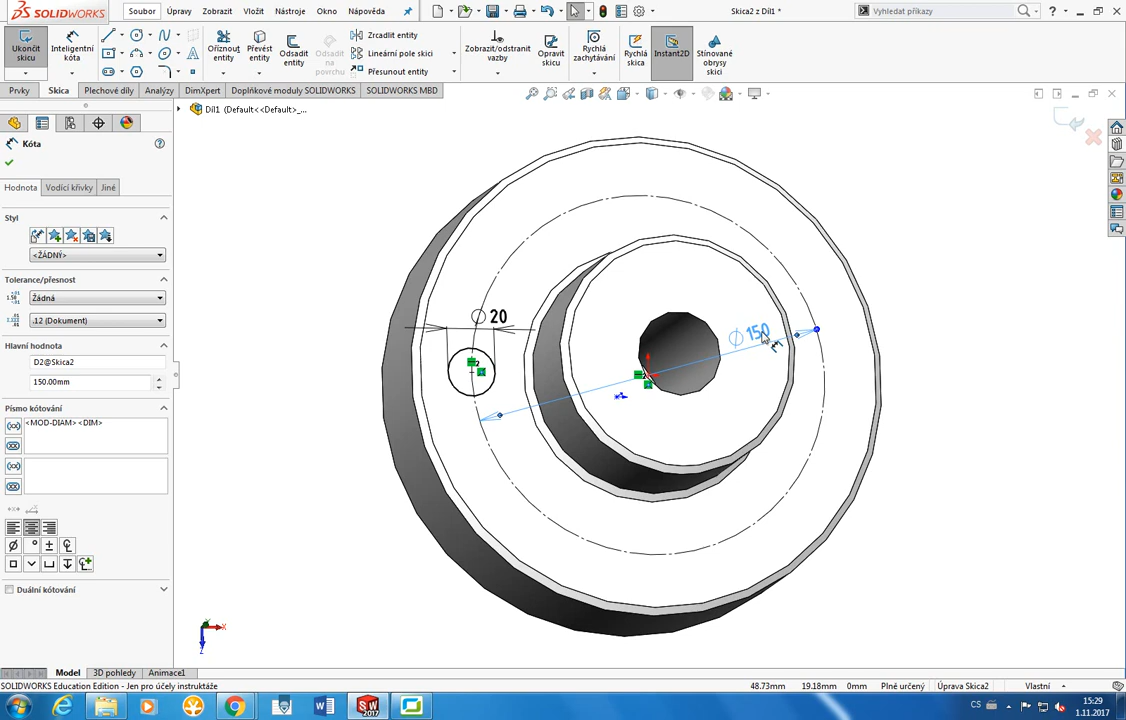 SOLIDWORKS
Soubor
Úpravy
Zobrazit
Vložit
Nástroje
Okno
Nápověda
Skica2 z Díl1 *
Vyhledat příkazy
Ukončit skicu
Inteligentní kóta
Oříznout entity
Převést entity
Odsadit entity
Odsadit na povrchu
Zrcadlit entity
Lineární pole skici
Přesunout entity
Zobrazit/odstranit vazby
Opravit skicu
Rychlá zachytávání
Rychlá skica
Instant2D
Stínované obrysy skici
Prvky
Skica
Plechové díly
Analýzy
DimXpert
Doplňkové moduly SOLIDWORKS
SOLIDWORKS MBD
Díl1 (Default<<Default>_...
Kóta
Hodnota
Vodící křivky
Jiné
Styl
<ŽÁDNÝ>
Tolerance/přesnost
Žádná
.12 (Dokument)
Hlavní hodnota
D2@Skica2
150.00mm
Písmo kótování
<MOD-DIAM><DIM>
Duální kótování
∅ 20
∅ 150
Model
3D pohledy
Animace1
SOLIDWORKS Education Edition - Jen pro účely instruktáže
48.73mm
19.18mm
0mm
Plně určený
Úprava Skica2
Vlastní
CS
15:29
1.11.2017